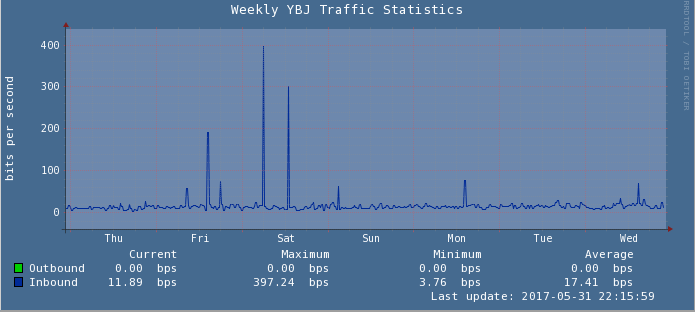 Weekly YBJ Traffic Statistics
RRDTOOL / TOBI OETIKER
bits per second
400
300
200
100
0
Thu Fri Sat Sun Mon Tue Wed
Current Maximum Minimum Average
Outbound 0.00 bps 0.00 bps 0.00 bps 0.00 bps
Inbound 11.89 bps 397.24 bps 3.76 bps 17.41 bps
Last update: 2017-05-31 22:15:59